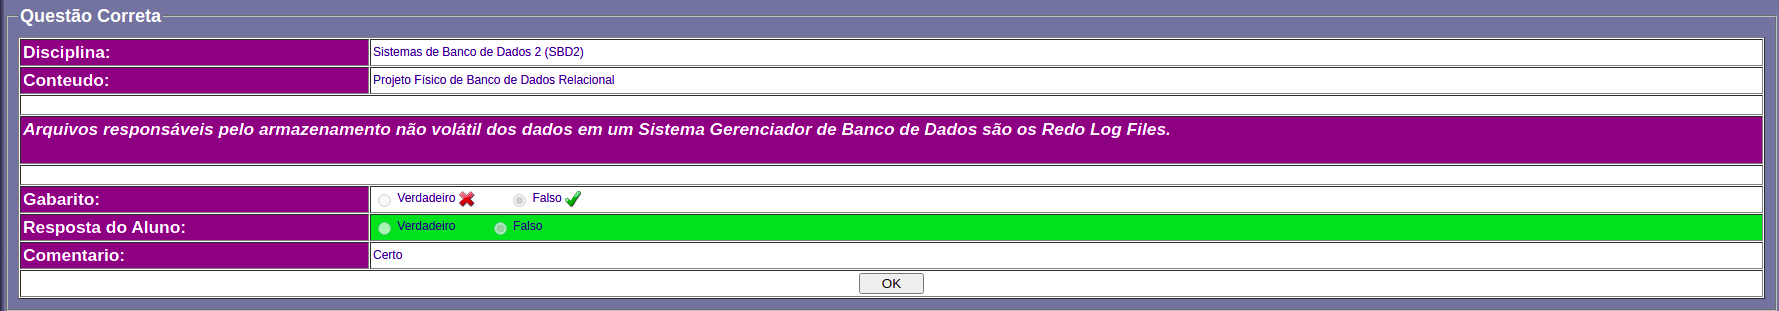 Questão Correta
Disciplina: Sistemas de Banco de Dados 2 (SBD2)
Conteudo: Projeto Físico de Banco de Dados Relacional
Arquivos responsáveis pelo armazenamento não volátil dos dados em um Sistema Gerenciador de Banco de Dados são os Redo Log Files.
Gabarito: Verdadeiro Falso
Resposta do Aluno: Verdadeiro Falso
Comentario: Certo
OK